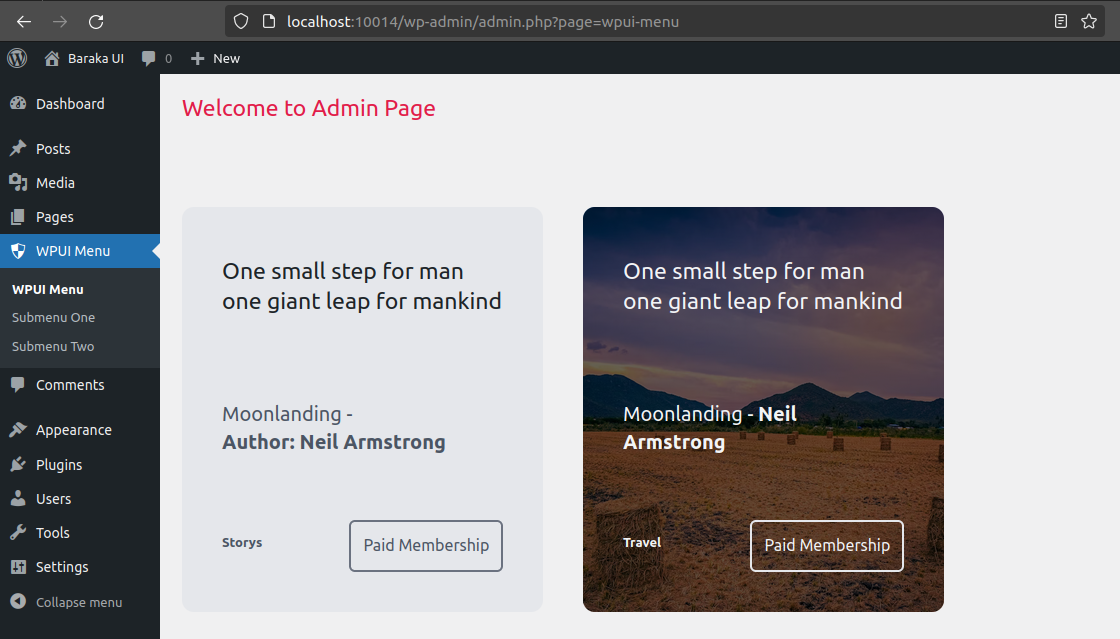 localhost:10014/wp-admin/admin.php?page=wpui-menu
Baraka UI
0
New
Dashboard
Posts
Media
Pages
WPUI Menu
WPUI Menu
Submenu One
Submenu Two
Comments
Appearance
Plugins
Users
Tools
Settings
Collapse menu
Welcome to Admin Page
One small step for man
one giant leap for mankind
Moonlanding -
Author: Neil Armstrong
Storys
Paid Membership
One small step for man
one giant leap for mankind
Moonlanding - Neil
Armstrong
Travel
Paid Membership